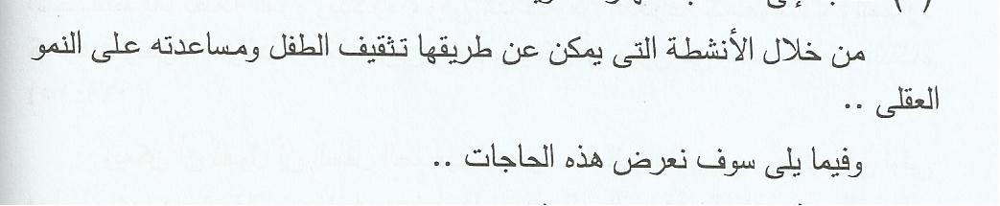 من خلال الأنشطة التى يمكن عن طريقها تثقيف الطفل ومساعدته على النمو
العقلى ..
وفيما يلى سوف نعرض هذه الحاجات ..